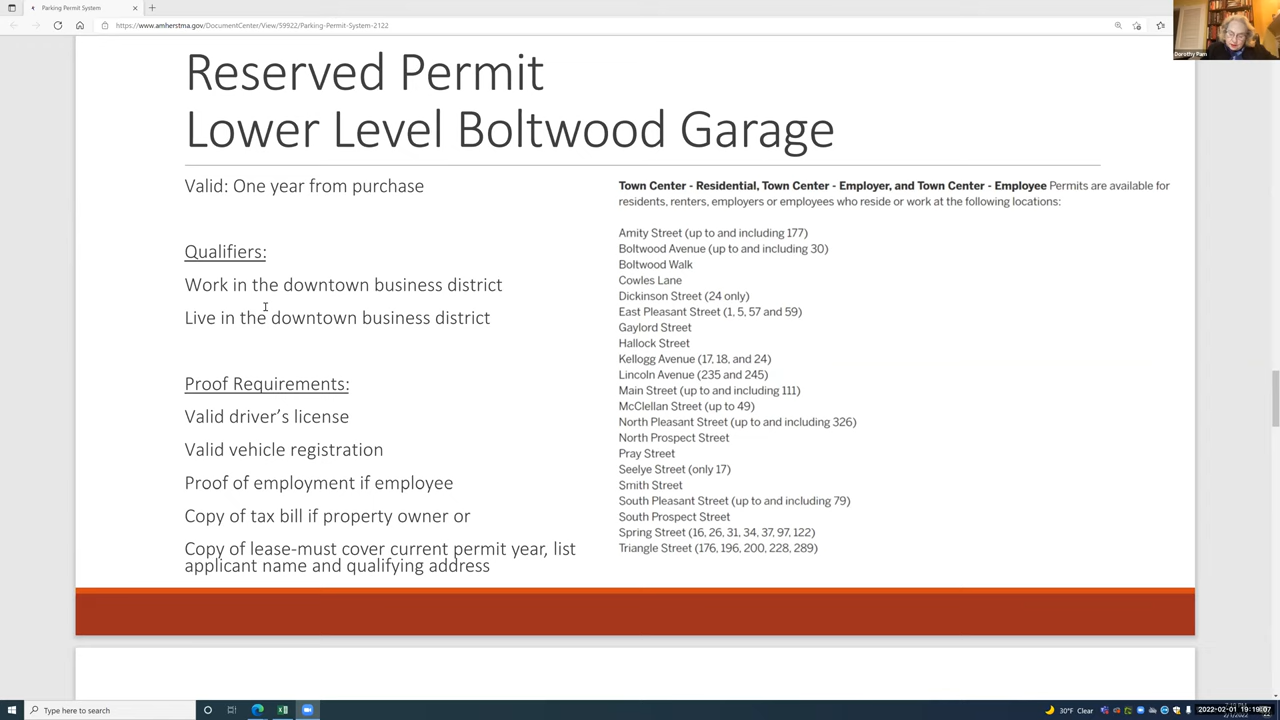 Parking Permit System
https://www.amherstma.gov/DocumentCenter/View/59922/Parking-Permit-System-2122
Dorothy Pam
Reserved Permit
Lower Level Boltwood Garage
Valid: One year from purchase
Qualifiers:
Work in the downtown business district
Live in the downtown business district
Proof Requirements:
Valid driver's license
Valid vehicle registration
Proof of employment if employee
Copy of tax bill if property owner or
Copy of lease-must cover current permit year, list
applicant name and qualifying address
Town Center - Residential, Town Center - Employer, and Town Center - Employee Permits are available for
residents, renters, employers or employees who reside or work at the following locations:
Amity Street (up to and including 177)
Boltwood Avenue (up to and including 30)
Boltwood Walk
Cowles Lane
Dickinson Street (24 only)
East Pleasant Street (1, 5, 57 and 59)
Gaylord Street
Hallock Street
Kellogg Avenue (17, 18, and 24)
Lincoln Avenue (235 and 245)
Main Street (up to and including 111)
McClellan Street (up to 49)
North Pleasant Street (up to and including 326)
North Prospect Street
Pray Street
Seelye Street (only 17)
Smith Street
South Pleasant Street (up to and including 79)
South Prospect Street
Spring Street (16, 26, 31, 34, 37, 97, 122)
Triangle Street (176, 196, 200, 228, 289)
Type here to search
30°F Clear
2022-02-01 19:19:07